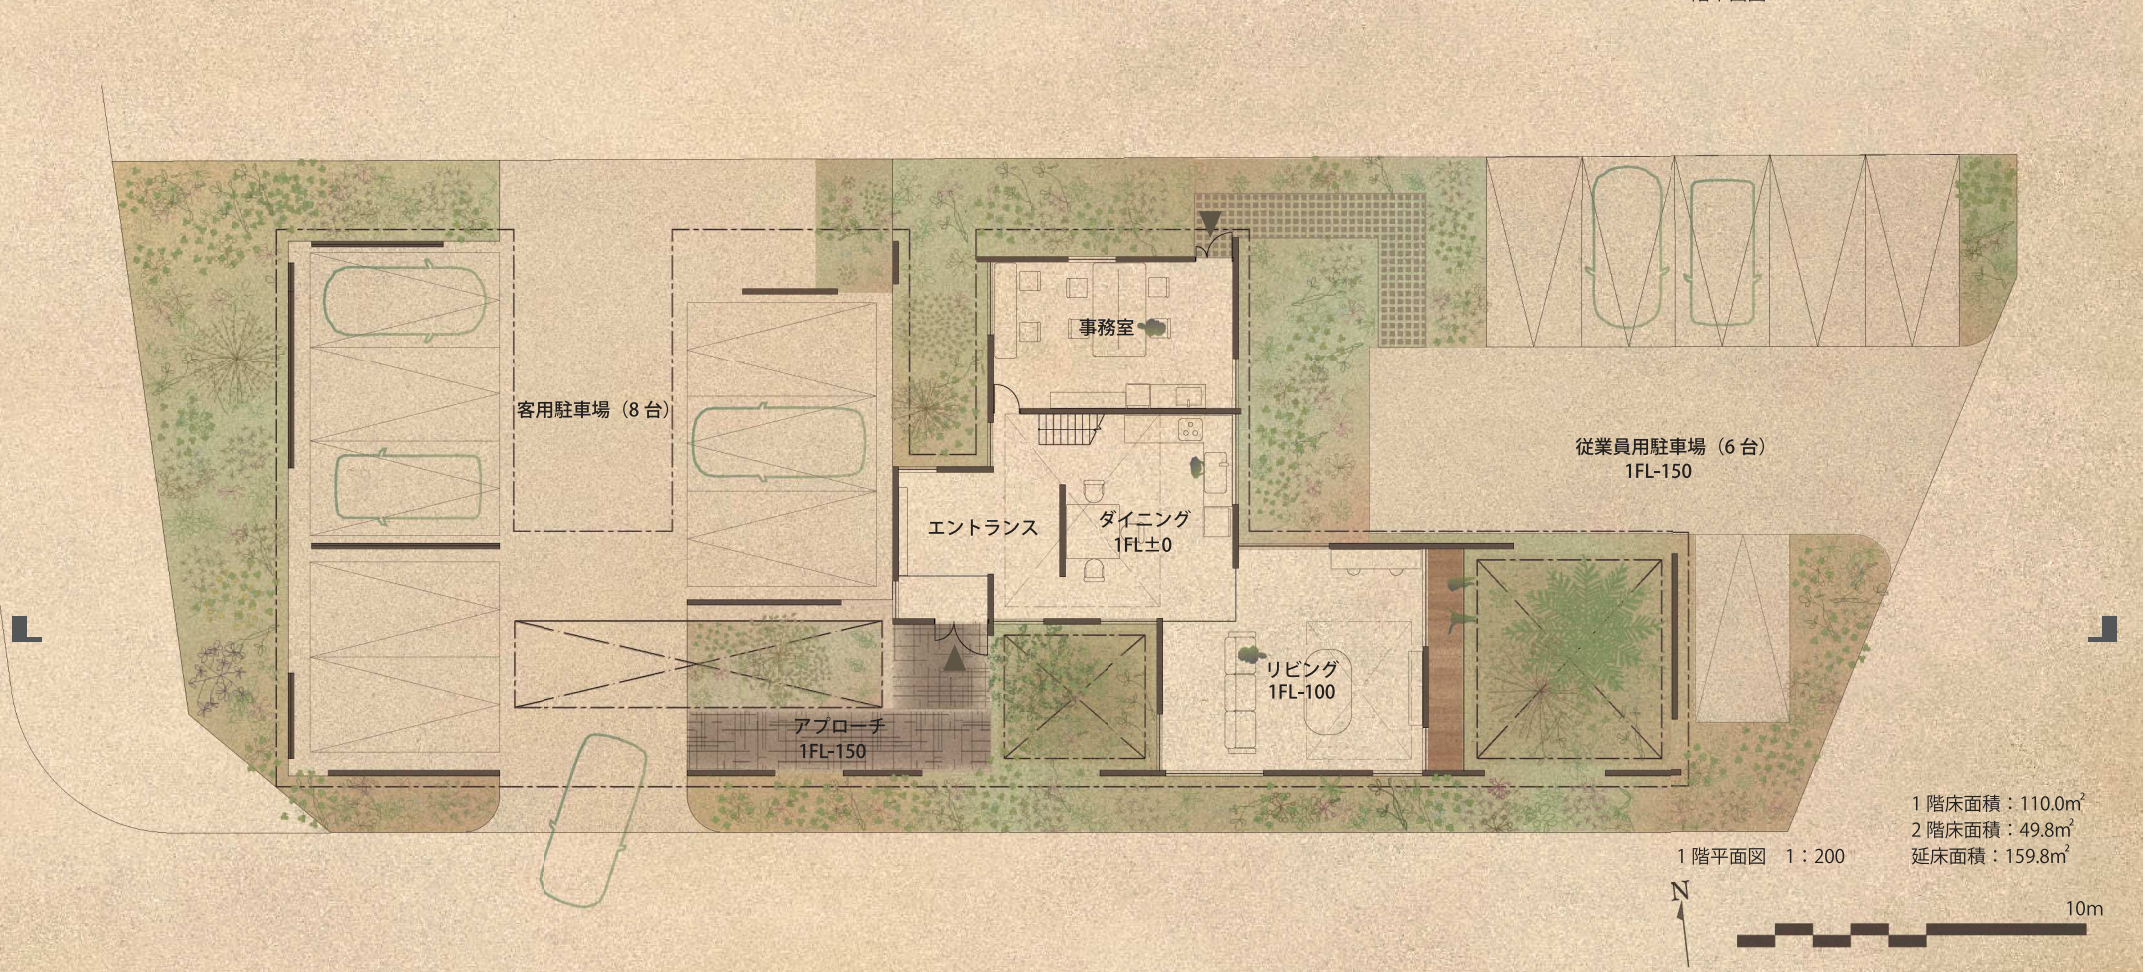 事務室
客用駐車場（8 台）
従業員用駐車場（6 台）
1FL-150
エントランス
ダイニング
1FL±0
リビング
1FL-100
アプローチ
1FL-150
1 階床面積：110.0㎡
2 階床面積：49.8㎡
延床面積：159.8㎡
1 階平面図　1：200
N
10m